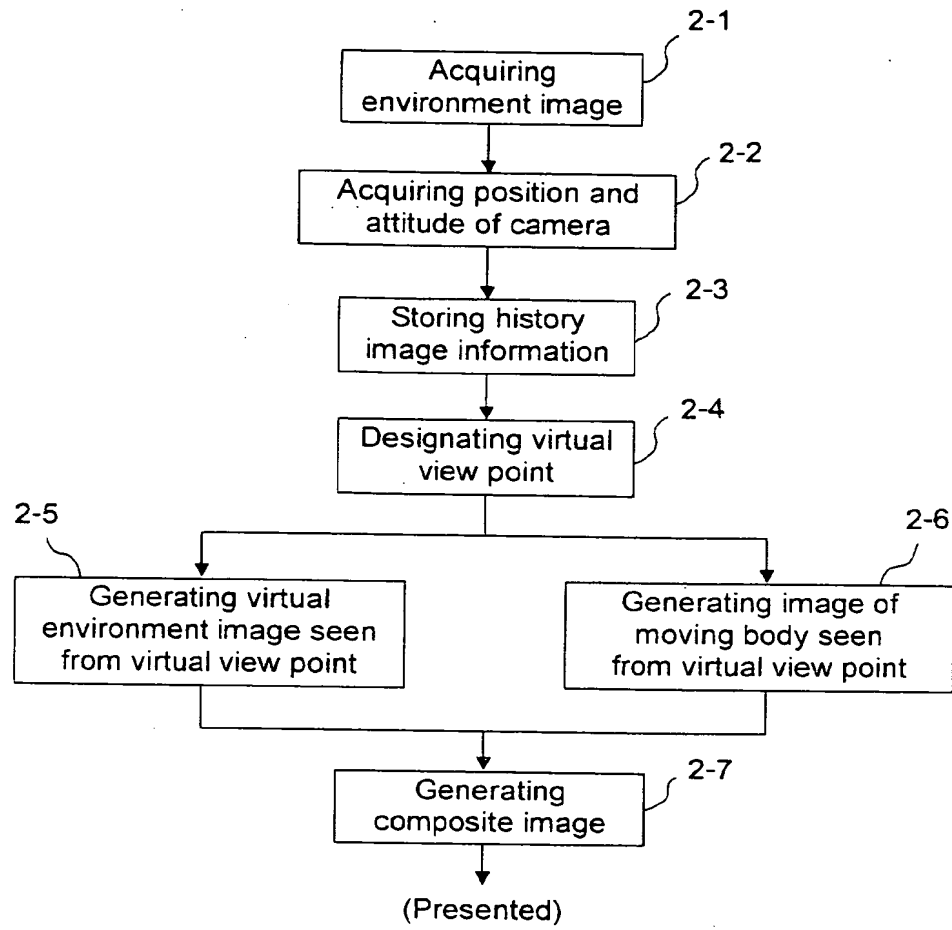 2-1
Acquiring
environment image
2-2
Acquiring position and
attitude of camera
2-3
Storing history
image information
2-4
Designating virtual
view point
2-5
Generating virtual
environment image seen
from virtual view point
2-6
Generating image of
moving body seen
from virtual view point
2-7
Generating
composite image
(Presented)